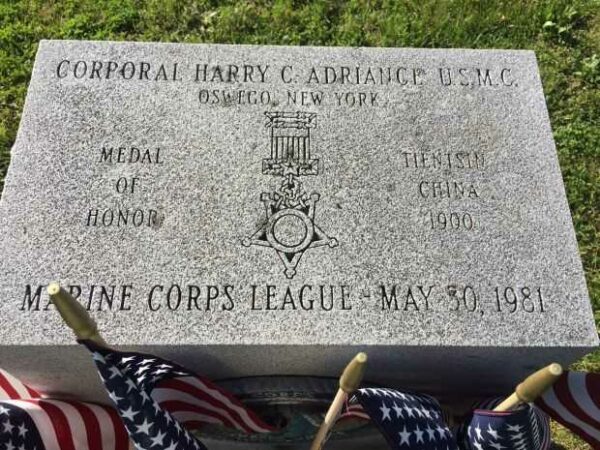 CORPORAL HARRY C. ADRIANCE U.S.M.C.
OSWEGO, NEW YORK
MEDAL
OF
HONOR
TIENTSIN
CHINA
1900
MARINE CORPS LEAGUE - MAY 30, 1981